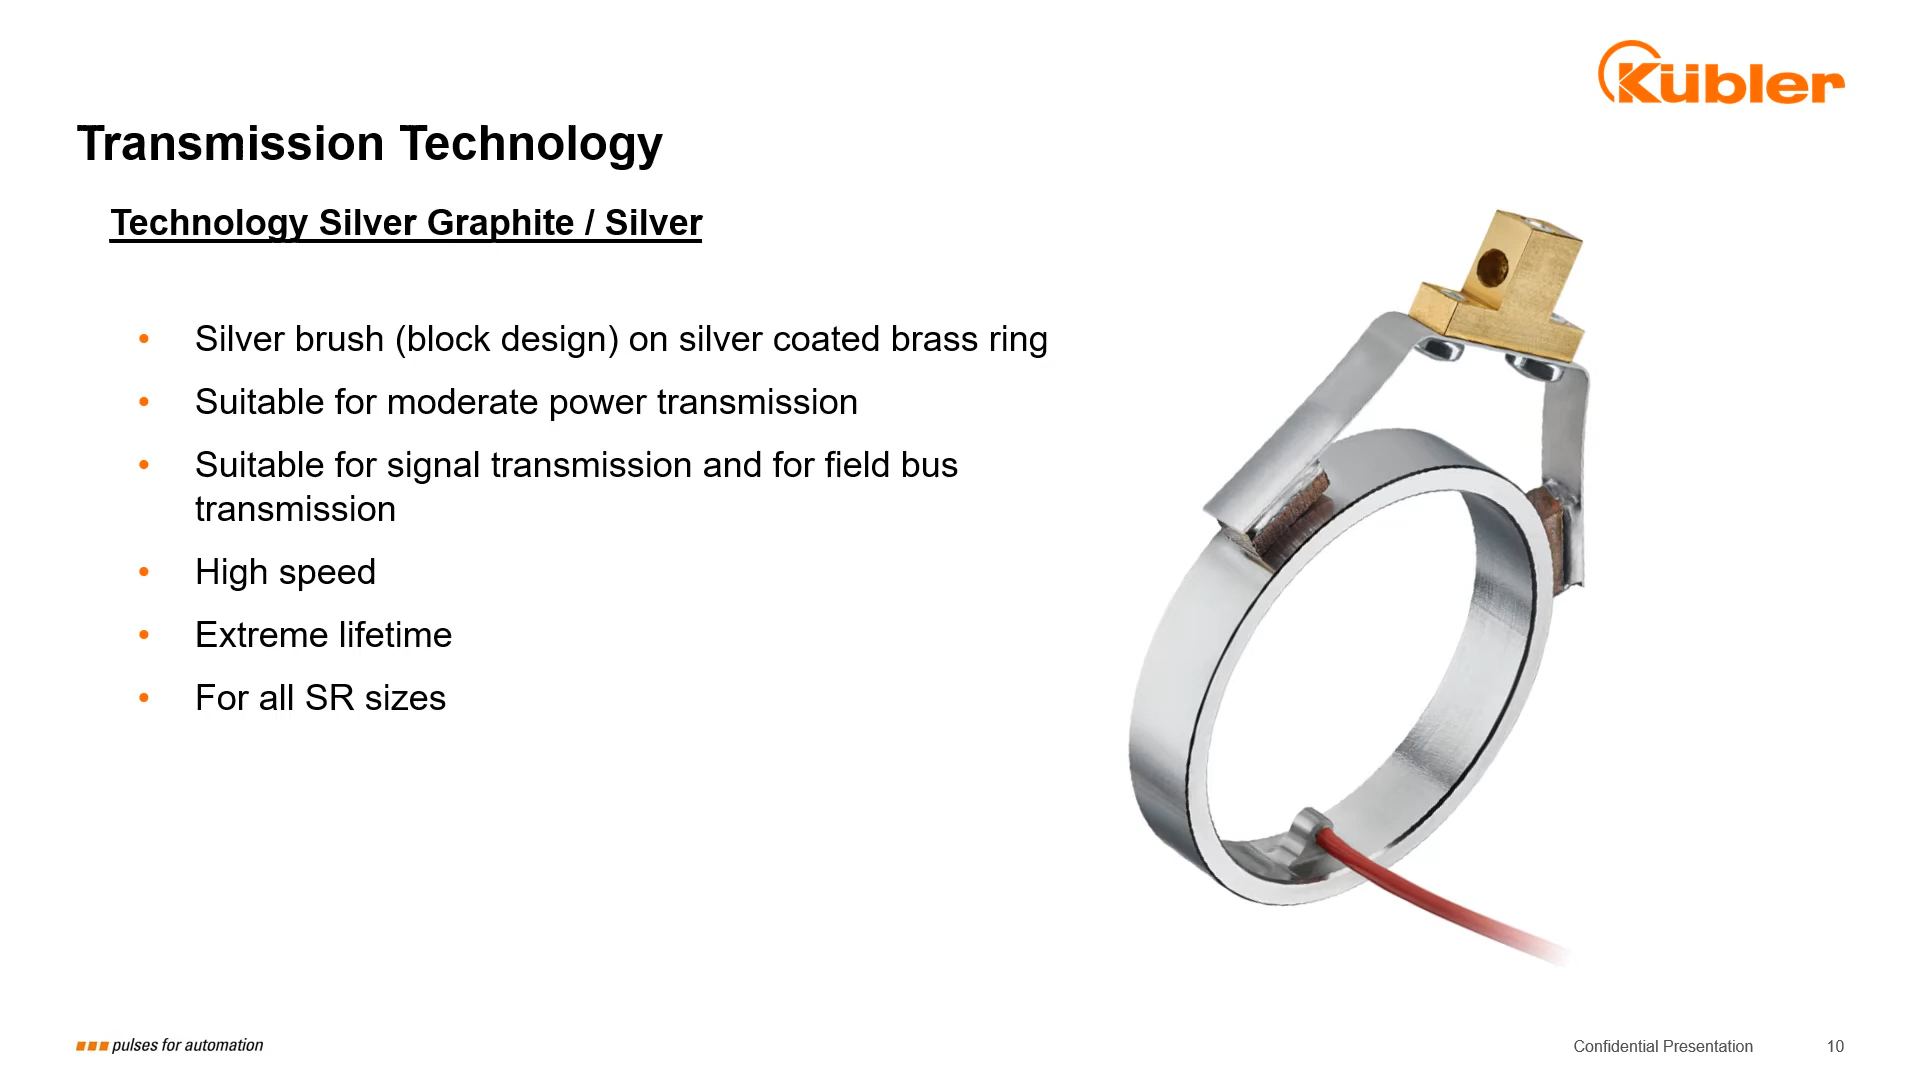 Kübler
Transmission Technology
Technology Silver Graphite / Silver
• Silver brush (block design) on silver coated brass ring
• Suitable for moderate power transmission
• Suitable for signal transmission and for field bus
transmission
• High speed
• Extreme lifetime
• For all SR sizes
pulses for automation
Confidential Presentation 10